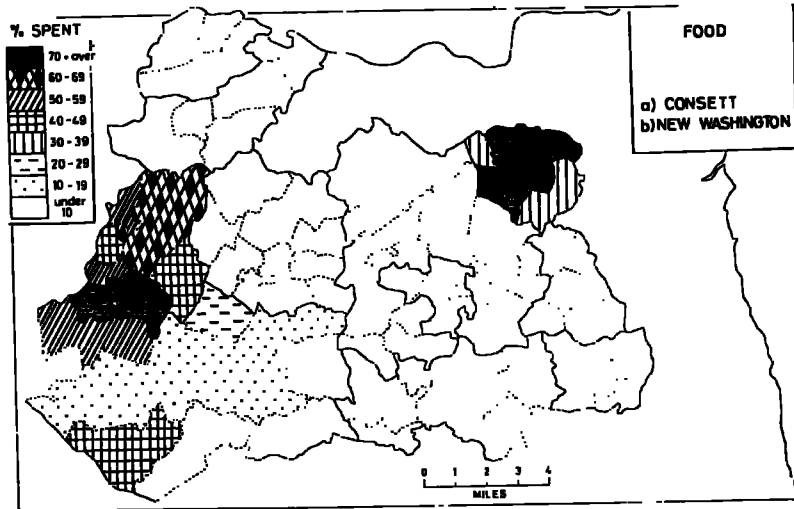 % SPENT
70 + over
60 - 69
50 - 59
40 - 49
30 - 39
20 - 29
10 - 19
under
10
FOOD
a) CONSETT
b) NEW WASHINGTON
0 1 2 3 4
MILES